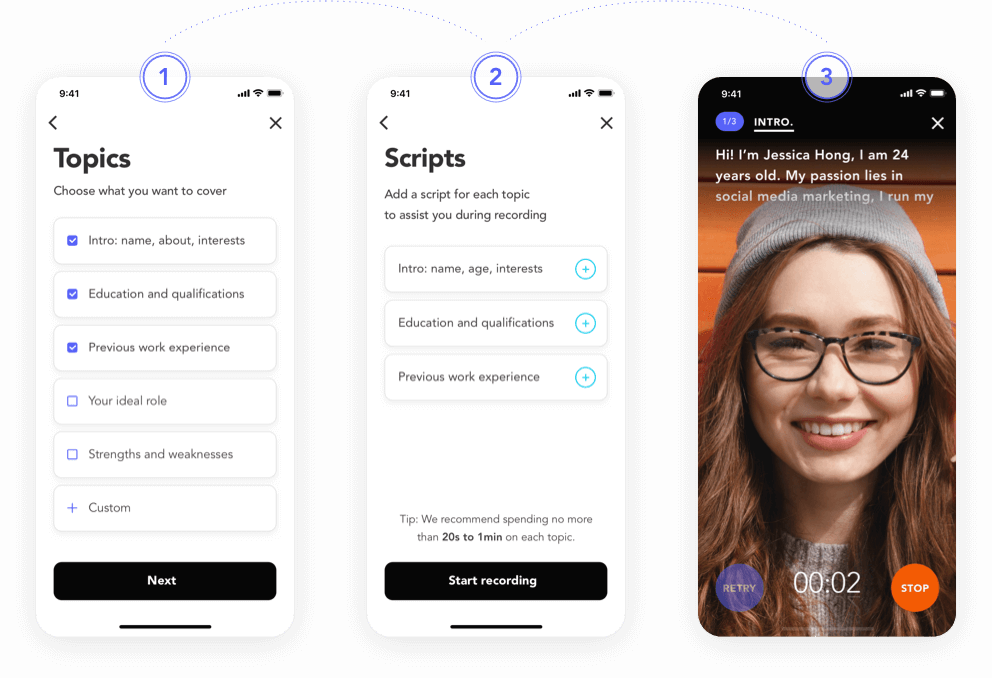 1
9:41
Topics
Choose what you want to cover
Intro: name, about, interests
Education and qualifications
Previous work experience
Your ideal role
Strengths and weaknesses
+ Custom
Next
2
9:41
Scripts
Add a script for each topic
to assist you during recording
Intro: name, age, interests +
Education and qualifications +
Previous work experience +
Tip: We recommend spending no more
than 20s to 1min on each topic.
Start recording
3
9:41
1/3 INTRO.
Hi! I’m Jessica Hong, I am 24
years old. My passion lies in
social media marketing, I run my
RETRY 00:02 STOP